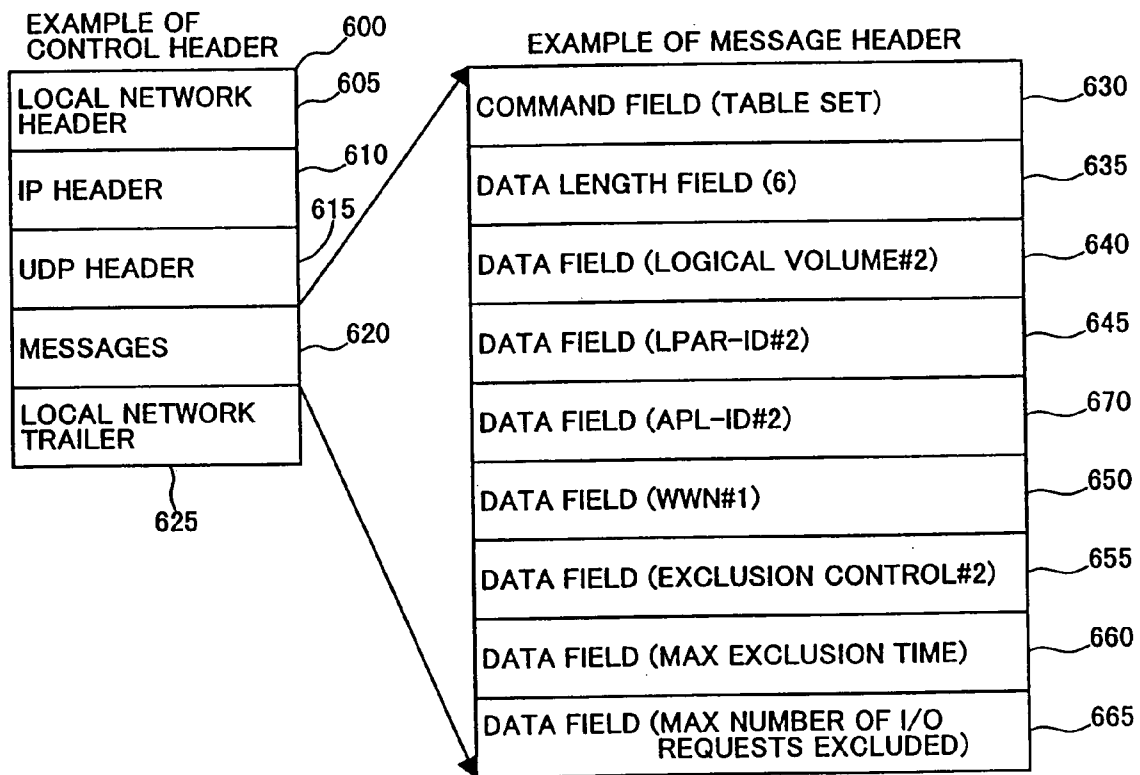 EXAMPLE OF
CONTROL HEADER
600
LOCAL NETWORK
HEADER
605
IP HEADER
610
UDP HEADER
615
MESSAGES
620
LOCAL NETWORK
TRAILER
625
EXAMPLE OF MESSAGE HEADER
COMMAND FIELD (TABLE SET)
630
DATA LENGTH FIELD (6)
635
DATA FIELD (LOGICAL VOLUME#2)
640
DATA FIELD (LPAR-ID#2)
645
DATA FIELD (APL-ID#2)
670
DATA FIELD (WWN#1)
650
DATA FIELD (EXCLUSION CONTROL#2)
655
DATA FIELD (MAX EXCLUSION TIME)
660
DATA FIELD (MAX NUMBER OF I/O
REQUESTS EXCLUDED)
665